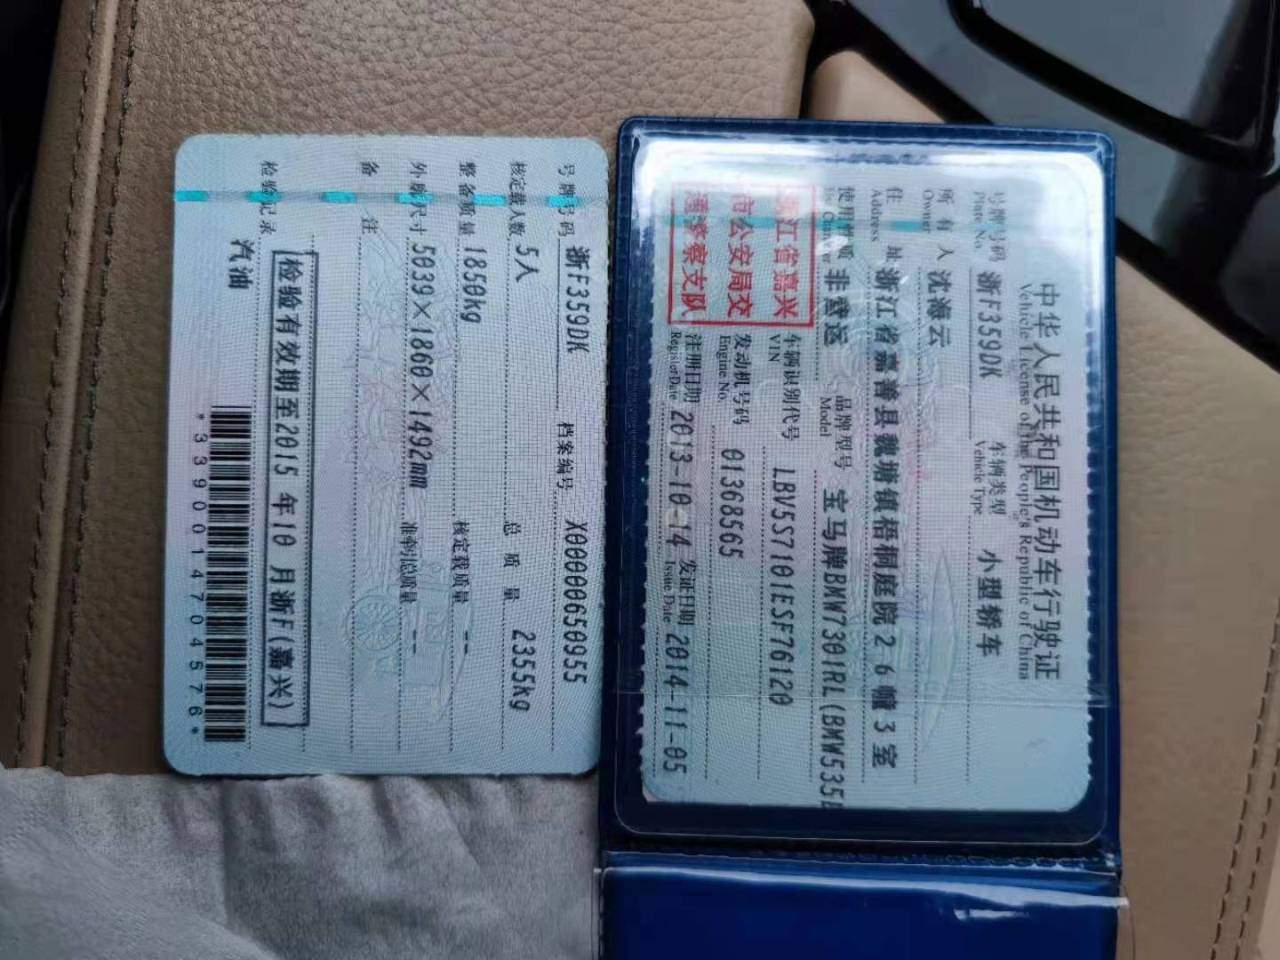 中华人民共和国机动车行驶证
Vehicle License of the People's Republic of China
号牌号码 浙F359DK 车辆类型 小型轿车
Plate No. Vehicle Type
所有人 沈海云
Owner
住址 浙江省嘉善县魏塘镇梧桐庭院26幢3室
Address
使用性质 非营运 品牌型号 宝马牌BMW7301RL(BMW535
Use Character Model
浙江省嘉兴
市公安局交
通警察支队
车辆识别代号 LBV5S7101ESF76120
VIN
发动机号码 01368565
Engine No.
注册日期 2013-10-14 发证日期 2014-11-05
Register Date Issue Date
号牌号码 浙F359DK 档案编号 X00000650955
核定载人数 5人 总质量 2355kg
整备质量 1850kg 核定载质量 --
外廓尺寸 5039×1860×1492mm 准牵引总质量 --
备注
检验有效期至2015年10月浙F(嘉兴)
检验记录
汽油
*3390014704576*